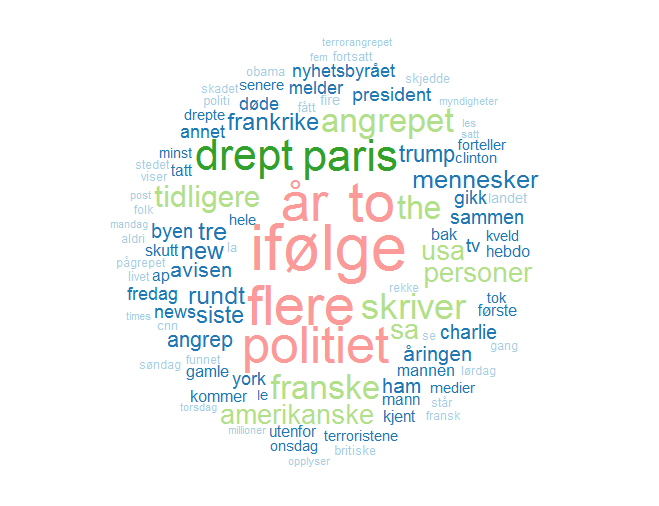 terrorangrepet
fem fortsatt
obama nyhetsbyrået skjedde
skadet senere melder president
politi døde fått fire myndigheter
drepte frankrike angrepet les
annet satt
minst drept paris trump forteller
clinton
stedet tatt mennesker
viser
post tidligere år to the gikk landet
folk sammen
mandag hele
aldri byen tre bak kveld
skutt new la ifølge usa tv hebdo
pågrepet avisen personer
livet ap
fredag rundt flere rekke skriver tok
times news siste første
cnn sa se charlie
angrep politiet gang
søndag funnet åringen
gamle york mannen lørdag
kommer le franske ham medier
torsdag amerikanske mann står
kjent fransk
millioner utenfor terroristene
onsdag britiske
opplyser